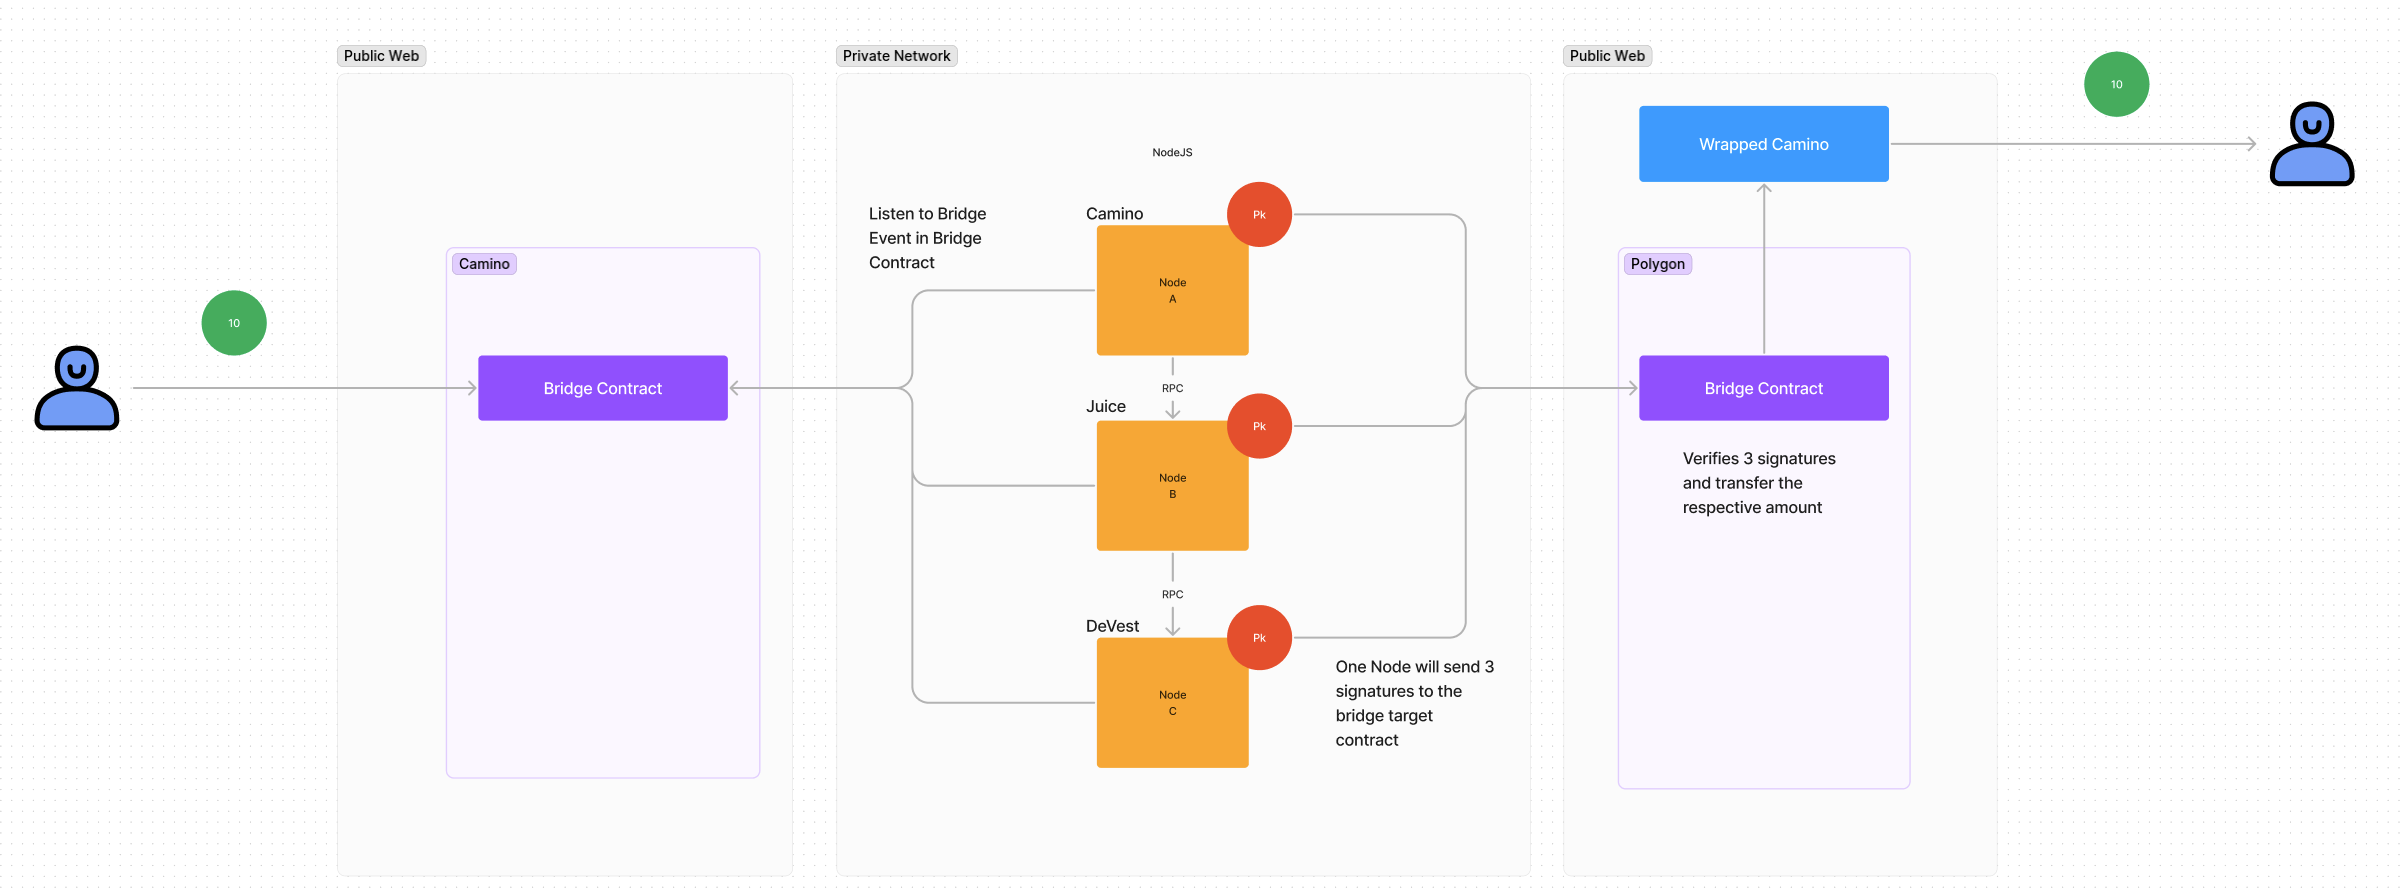 Public Web
Private Network
Public Web
10
Wrapped Camino
NodeJS
Listen to Bridge
Event in Bridge
Contract
Camino
Pk
Node
A
Camino
Polygon
10
Bridge Contract
RPC
Bridge Contract
Juice
Pk
Node
B
Verifies 3 signatures
and transfer the
respective amount
RPC
DeVest
Pk
Node
C
One Node will send 3
signatures to the
bridge target
contract